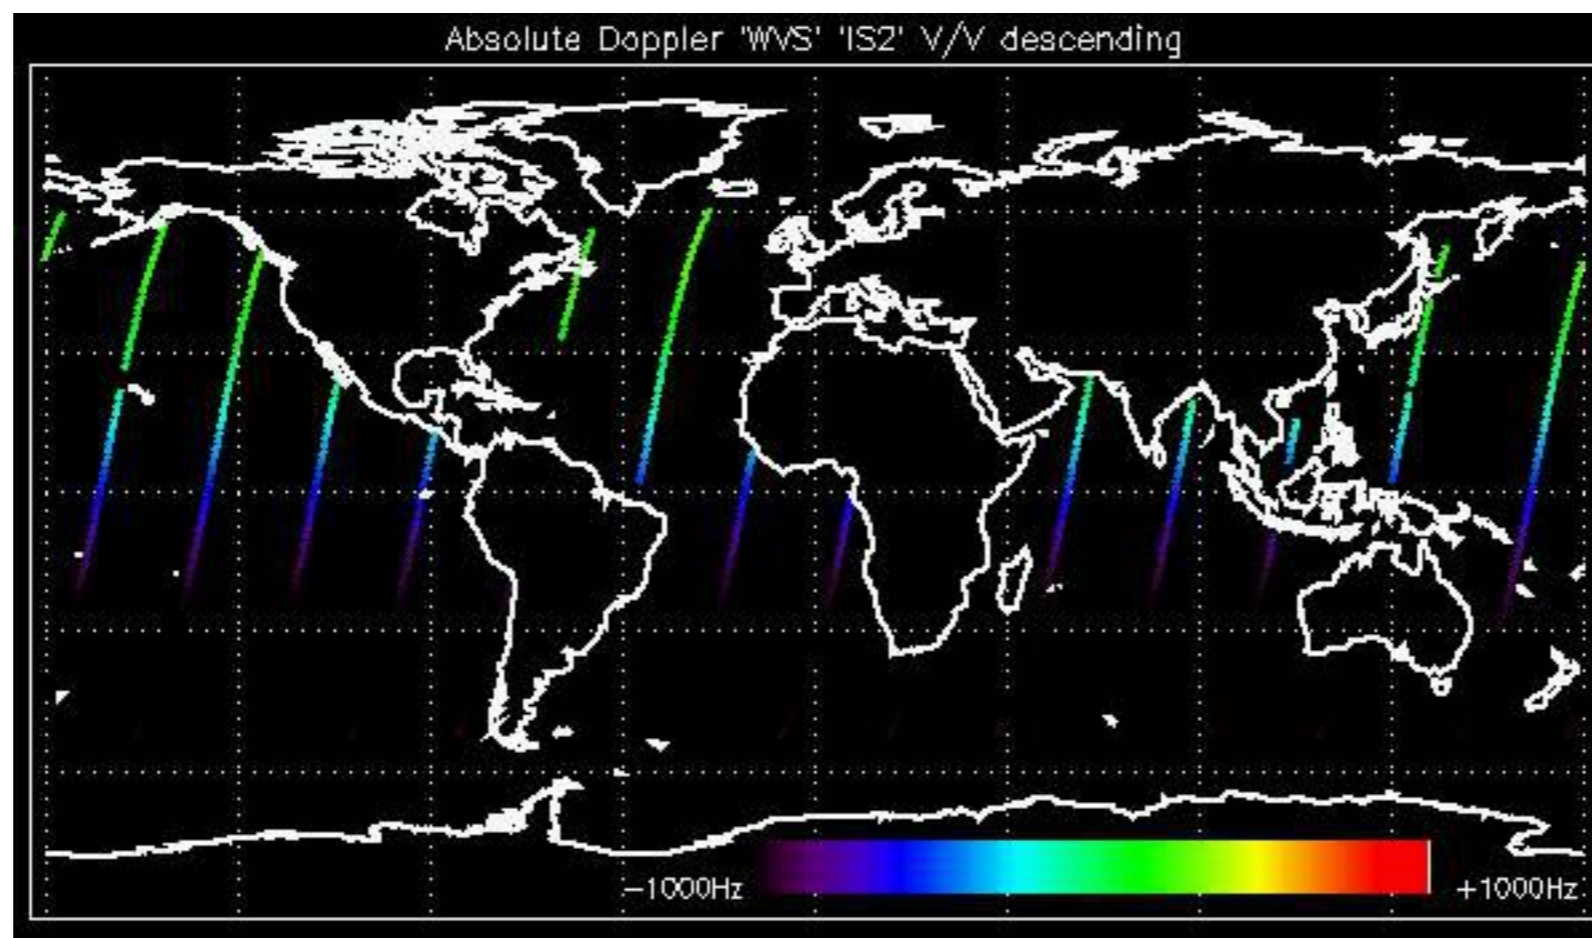 Absolute Doppler 'WVS' 'IS2' V/V descending
−1000Hz
+1000Hz